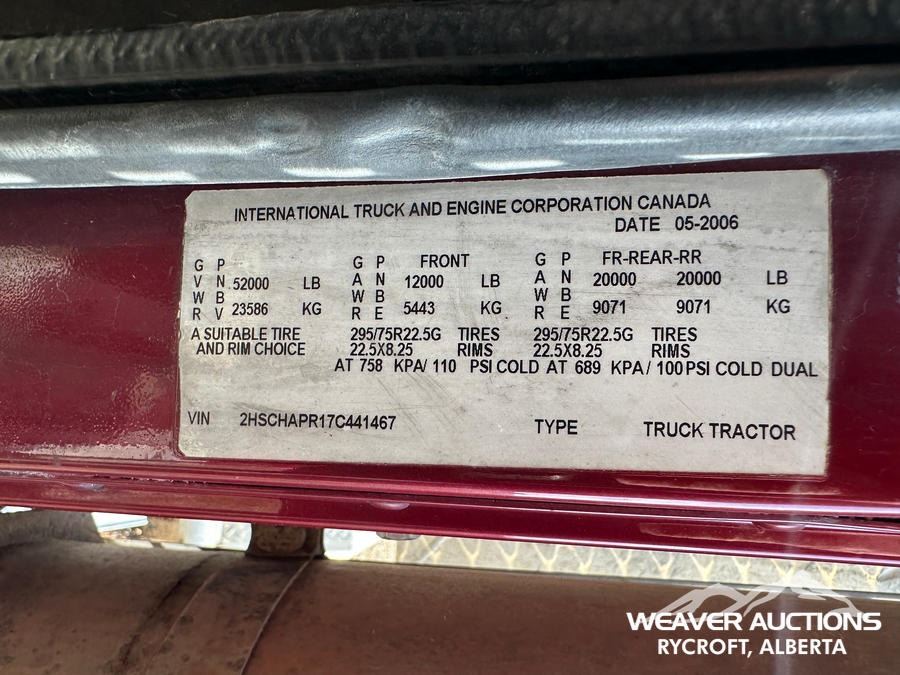 INTERNATIONAL TRUCK AND ENGINE CORPORATION CANADA
DATE 05-2006
G P G P FRONT G P FR-REAR-RR
V N 52000 LB A N 12000 LB A N 20000 20000 LB
W B 23586 KG W B 5443 KG W B 9071 9071 KG
R V R E R E
A SUITABLE TIRE 295/75R22.5G TIRES 295/75R22.5G TIRES
AND RIM CHOICE 22.5X8.25 RIMS 22.5X8.25 RIMS
AT 758 KPA/ 110 PSI COLD AT 689 KPA/ 100 PSI COLD DUAL
VIN 2HSCHAPR17C441467 TYPE TRUCK TRACTOR
WEAVER AUCTIONS
RYCROFT, ALBERTA